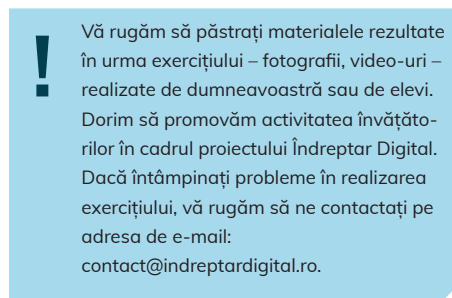 !
Vă rugăm să păstrați materialele rezultate
în urma exercițiului – fotografii, video-uri –
realizate de dumneavoastră sau de elevi.
Dorim să promovăm activitatea învățăto-
rilor în cadrul proiectului Îndreptar Digital.
Dacă întâmpinați probleme în realizarea
exercițiului, vă rugăm să ne contactați pe
adresa de e-mail:
contact@indreptardigital.ro.